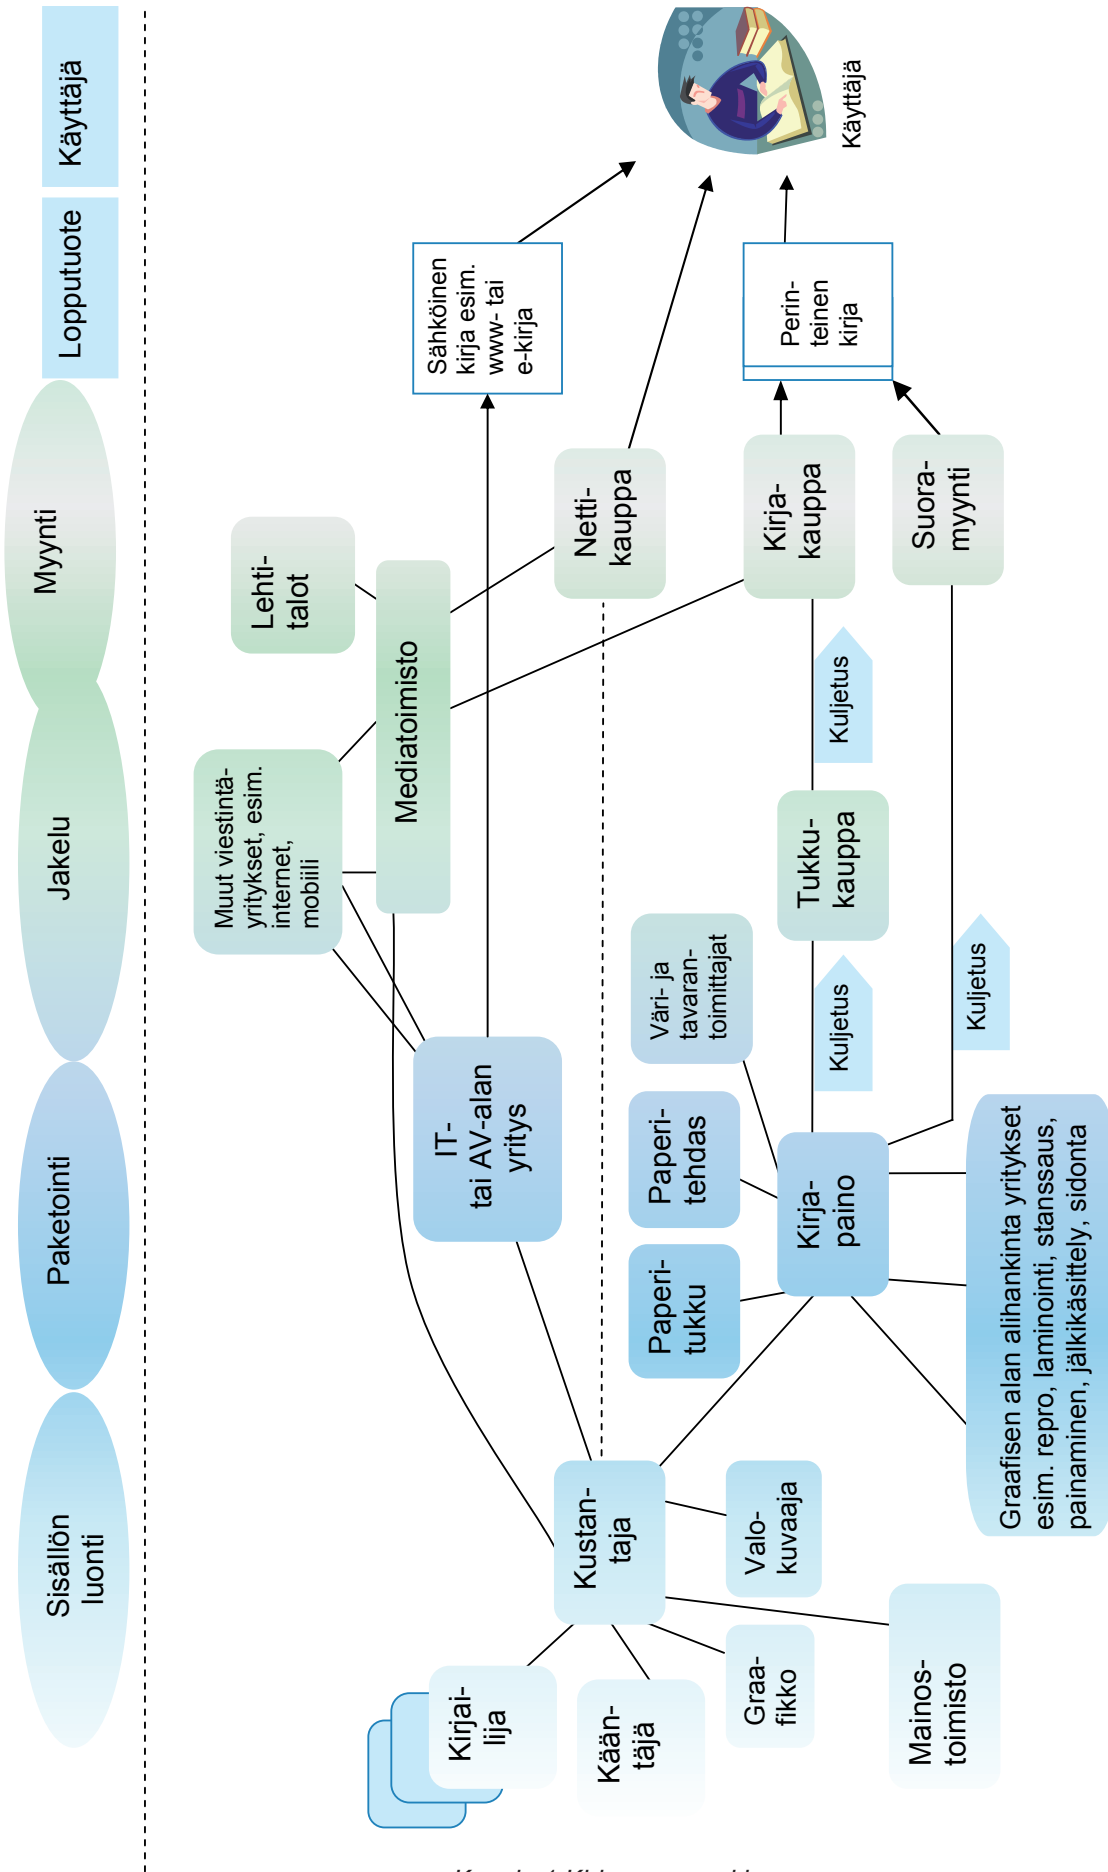 Sisällön
luonti
Paketointi
Jakelu
Myynti
Lopputuote
Käyttäjä
Lehti-
talot
Muut viestintä-
yritykset, esim.
internet,
mobiili
Mediatoimisto
Sähköinen
kirja esim.
www- tai
e-kirja
IT-
tai AV-alan
yritys
Kirjai-
lija
Kustan-
taja
Netti-
kauppa
Kään-
täjä
Paperi-
tukku
Paperi-
tehdas
Väri- ja
tavaran-
toimittajat
Graa-
fikko
Valo-
kuvaaja
Kirja-
paino
Kuljetus
Tukku-
kauppa
Kuljetus
Kirja-
kauppa
Perin-
teinen
kirja
Käyttäjä
Mainos-
toimisto
Suora-
myynti
Kuljetus
Graafisen alan alihankinta yritykset
esim. repro, laminointi, stanssaus,
painaminen, jälkikäsittely, sidonta